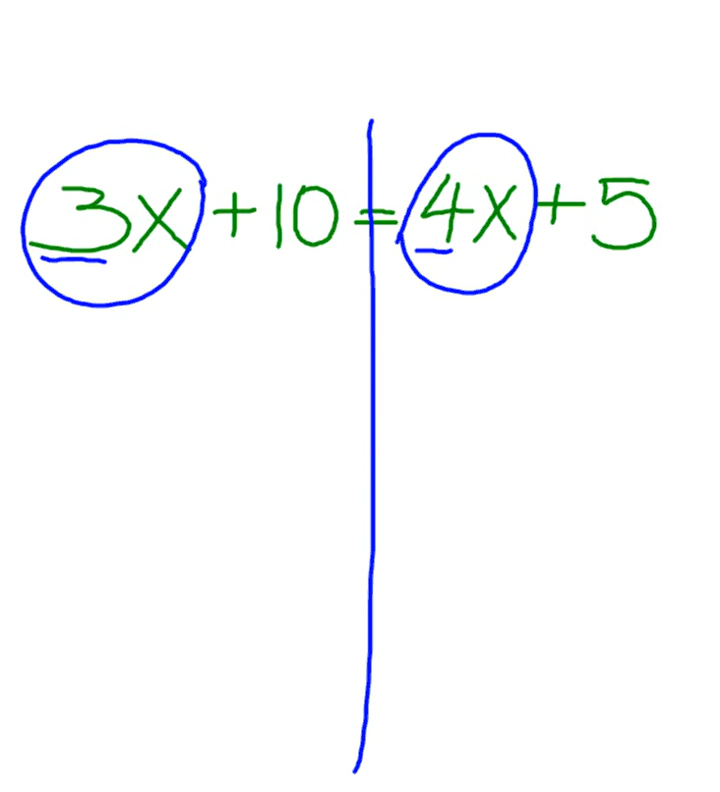 3x + 10 = 4x + 5